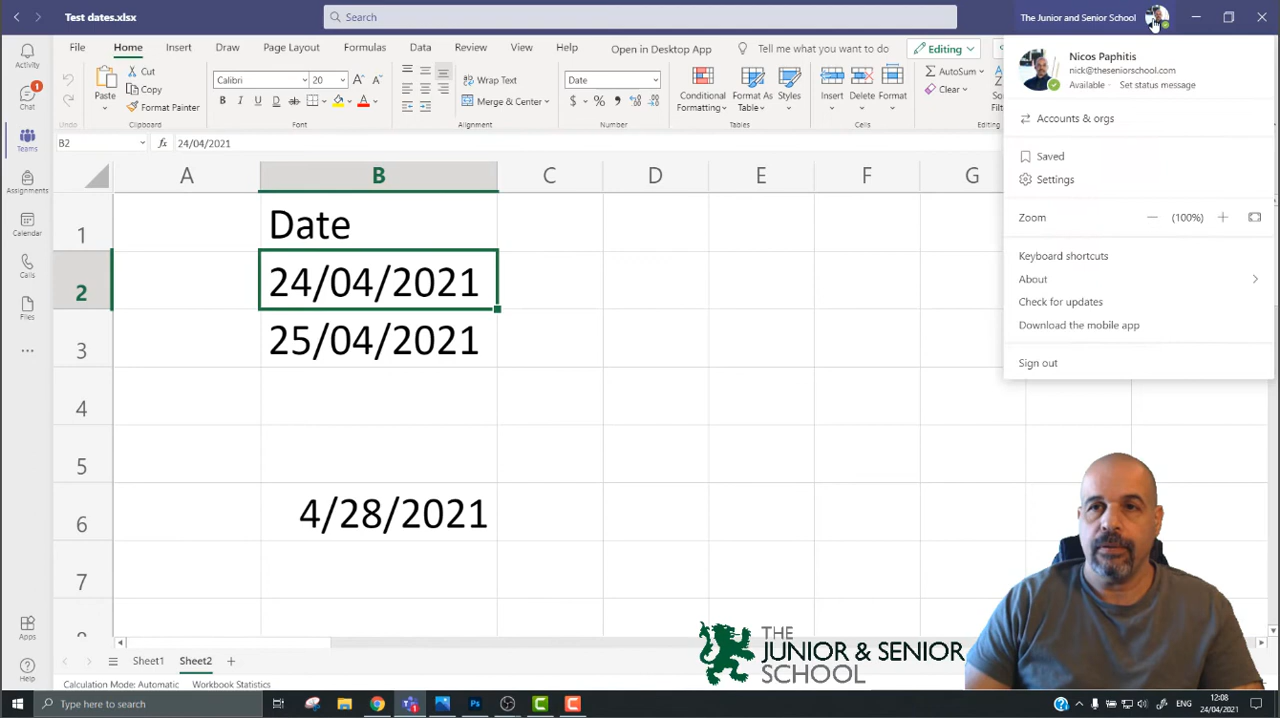 Test dates.xlsx
Search
The Junior and Senior School
File Home Insert Draw Page Layout Formulas Data Review View Help Open in Desktop App Tell me what you want to do Editing
Activity
Chat
1
Teams
Assignments
Calendar
Calls
Files
Apps
Help
Paste
Cut
Copy
Format Painter
Clipboard
Calibri 20
B I U D
Font
Wrap Text
Merge & Center
Alignment
Date
$ %
Number
Conditional Formatting
Format As Table
Styles
Tables
Insert Delete Format
Cells
AutoSum
Clear
Editing
B2
fx 24/04/2021
A B C D E F G
1 Date
2 24/04/2021
3 25/04/2021
4
5
6 4/28/2021
7
Nicos Paphitis
nick@theseniorschool.com
Available · Set status message
Accounts & orgs
Saved
Settings
Zoom — (100%) +
Keyboard shortcuts
About
Check for updates
Download the mobile app
Sign out
THE
JUNIOR & SENIOR
SCHOOL
Sheet1 Sheet2 +
Calculation Mode: Automatic Workbook Statistics
Type here to search
ENG
12:08
24/04/2021